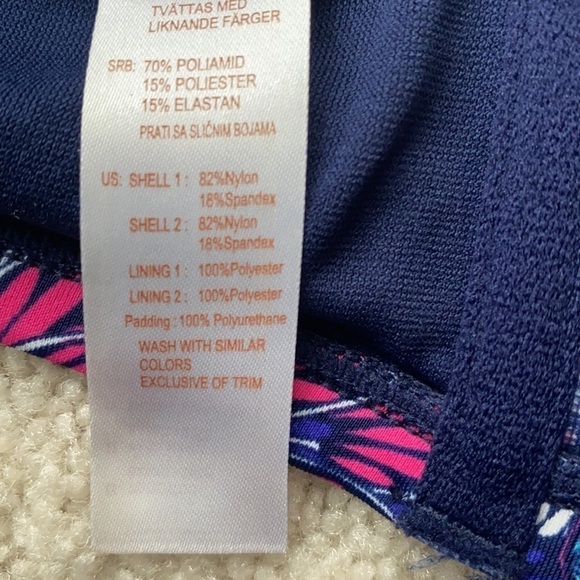 TVÄTTAS MED
LIKNANDE FÄRGER
SRB: 70% POLIAMID
15% POLIESTER
15% ELASTAN
PRATI SA SLIČNIM BOJAMA
US: SHELL 1 : 82%Nylon
18%Spandex
SHELL 2 : 82%Nylon
18%Spandex
LINING 1 : 100%Polyester
LINING 2 : 100%Polyester
Padding :100% Polyurethane
WASH WITH SIMILAR
COLORS
EXCLUSIVE OF TRIM